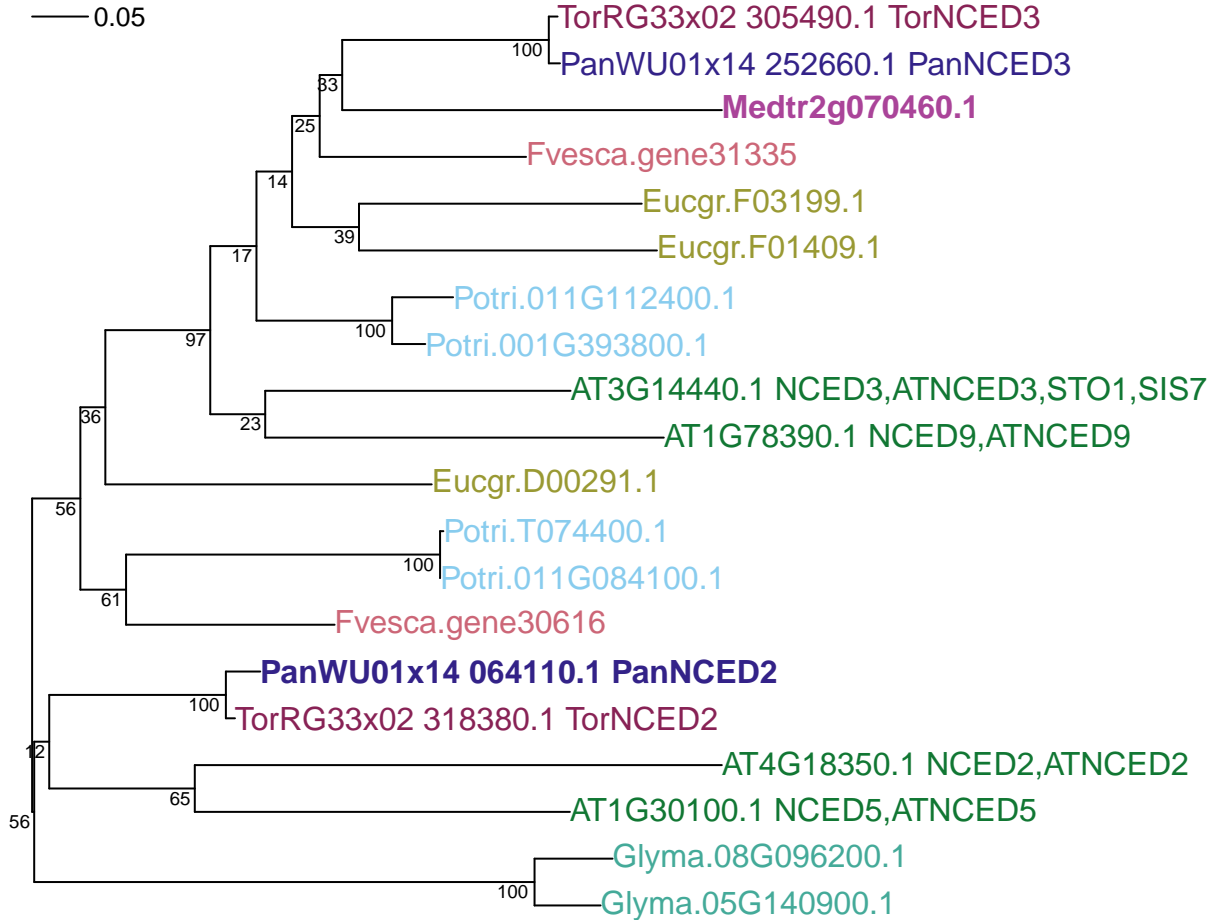 0.05
TorRG33x02 305490.1 TorNCED3
100
PanWU01x14 252660.1 PanNCED3
33
Medtr2g070460.1
25
Fvesca.gene31335
14
Eucgr.F03199.1
39
Eucgr.F01409.1
17
Potri.011G112400.1
100
Potri.001G393800.1
97
AT3G14440.1 NCED3,ATNCED3,STO1,SIS7
23
AT1G78390.1 NCED9,ATNCED9
36
Eucgr.D00291.1
56
Potri.T074400.1
100
Potri.011G084100.1
61
Fvesca.gene30616
PanWU01x14 064110.1 PanNCED2
100
TorRG33x02 318380.1 TorNCED2
12
AT4G18350.1 NCED2,ATNCED2
65
AT1G30100.1 NCED5,ATNCED5
56
Glyma.08G096200.1
100
Glyma.05G140900.1